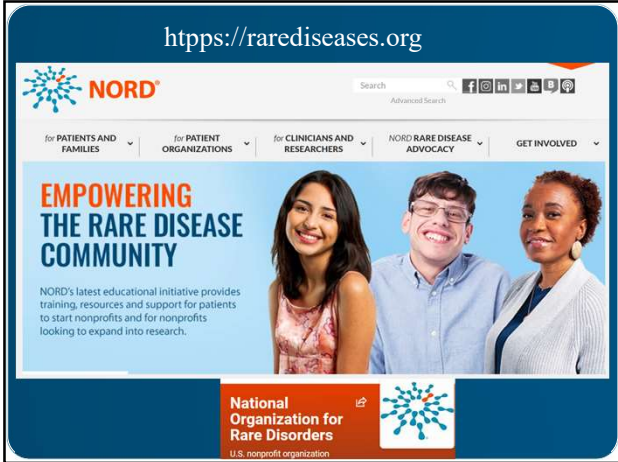 htpps://rarediseases.org
NORD®
Search
Advanced Search
for PATIENTS AND
FAMILIES
for PATIENT
ORGANIZATIONS
for CLINICIANS AND
RESEARCHERS
NORD RARE DISEASE
ADVOCACY
GET INVOLVED
EMPOWERING
THE RARE DISEASE
COMMUNITY
NORD's latest educational initiative provides
training, resources and support for patients
to start nonprofits and for nonprofits
looking to expand into research.
National
Organization for
Rare Disorders
U.S. nonprofit organization